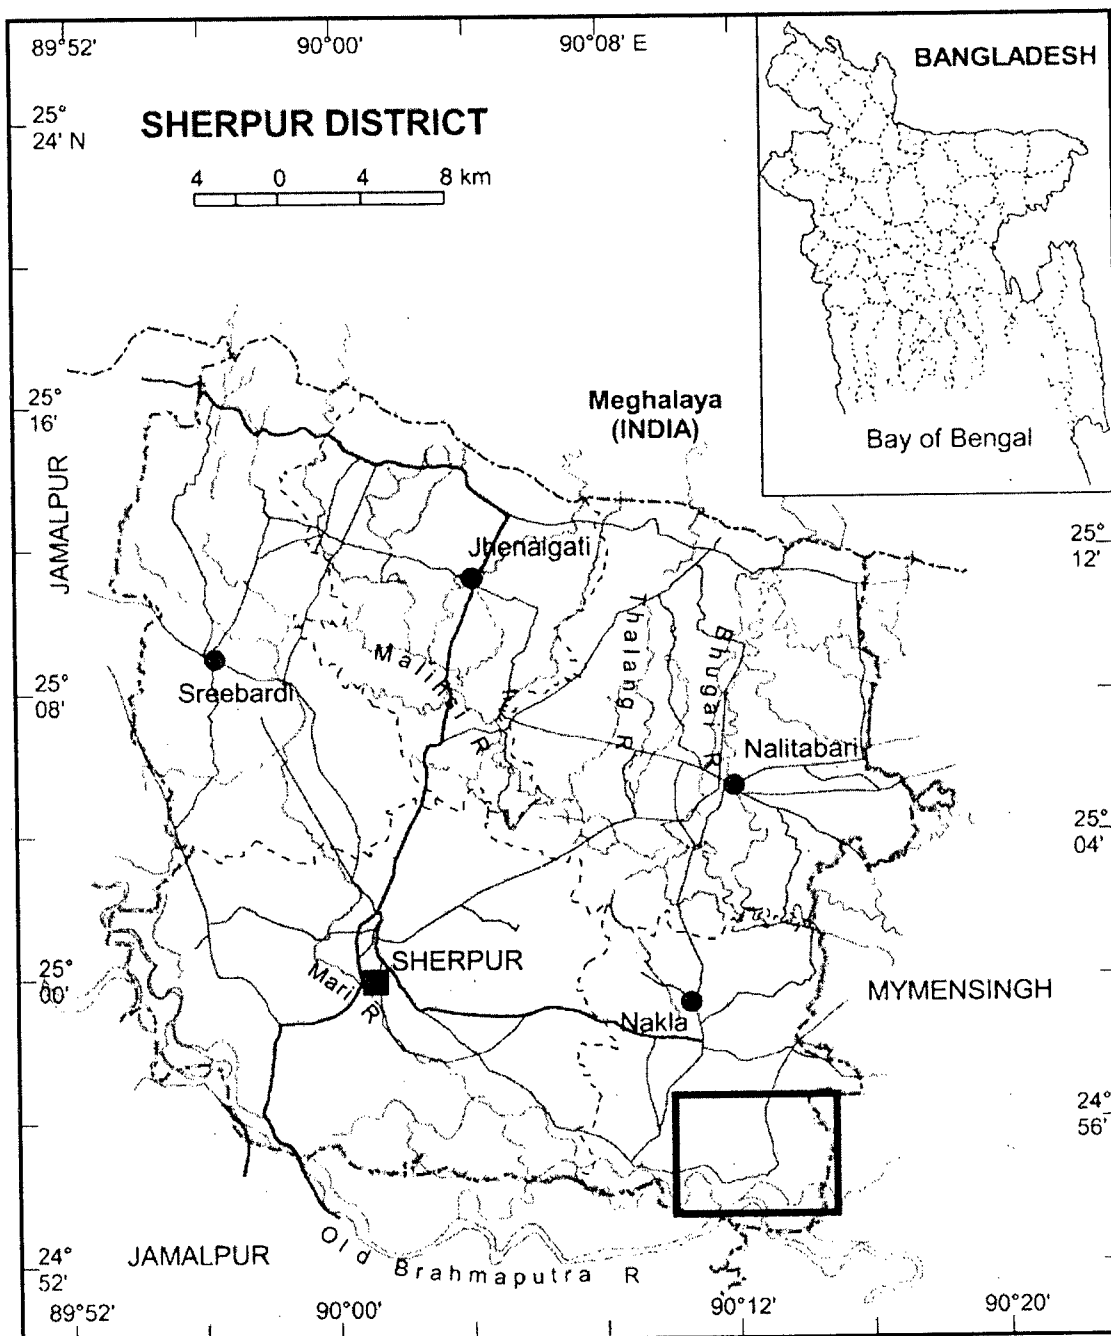 89°52'
90°00'
90°08' E
BANGLADESH
25°
24' N
SHERPUR DISTRICT
4 0 4 8 km
25°
16'
Meghalaya
(INDIA)
Bay of Bengal
JAMALPUR
25°
12'
Jhenaigati
Maliihi R
Thalang R
Bhugai R
Sreebardi
25°
08'
Nalitabari
25°
04'
SHERPUR
25°
00'
Mari R
MYMENSINGH
Nakla
24°
56'
JAMALPUR
Old Brahmaputra R
24°
52'
89°52'
90°00'
90°12'
90°20'